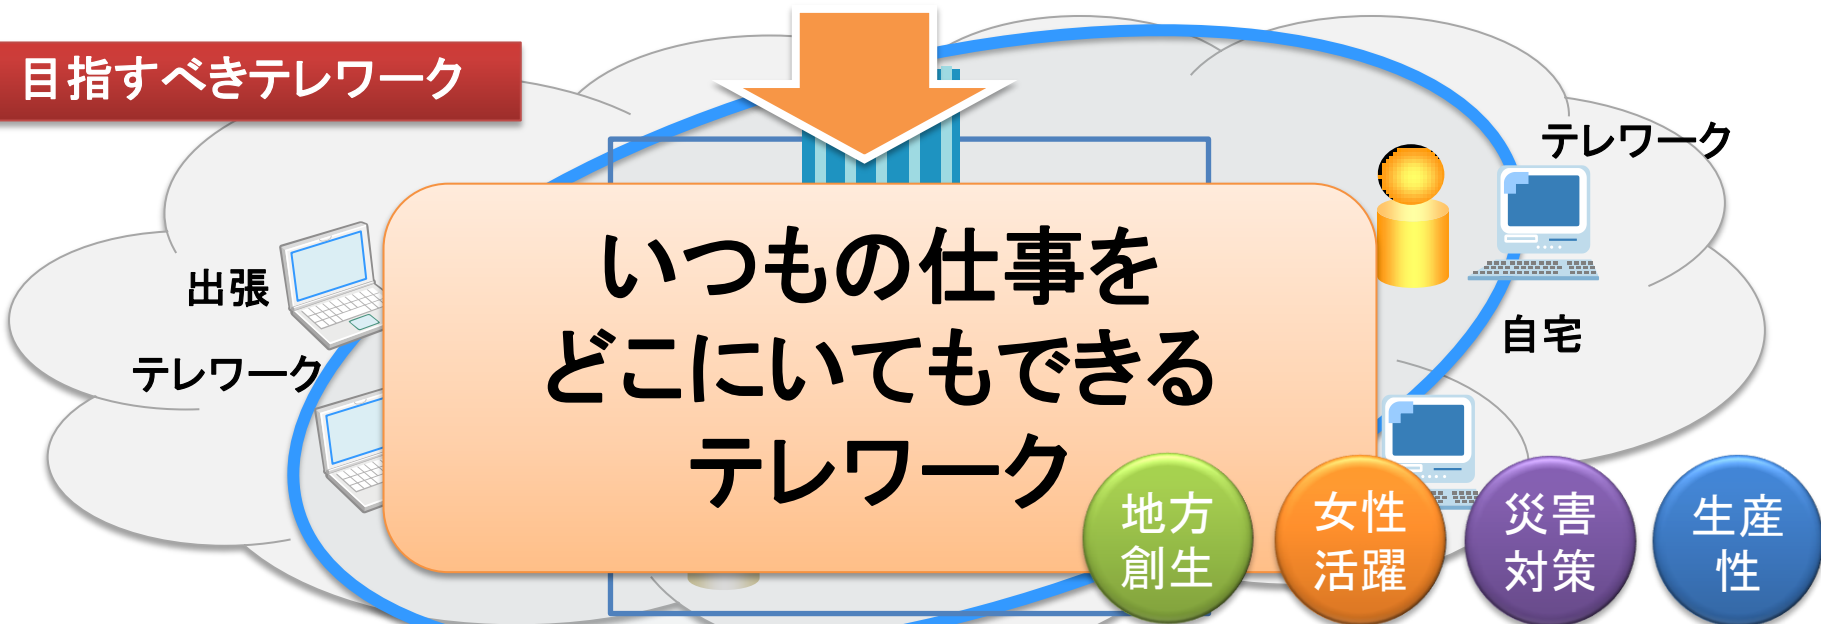 目指すべきテレワーク
テレワーク
出張
自宅
テレワーク
いつもの仕事を
どこにいてもできる
テレワーク
地方
創生
女性
活躍
災害
対策
生産
性